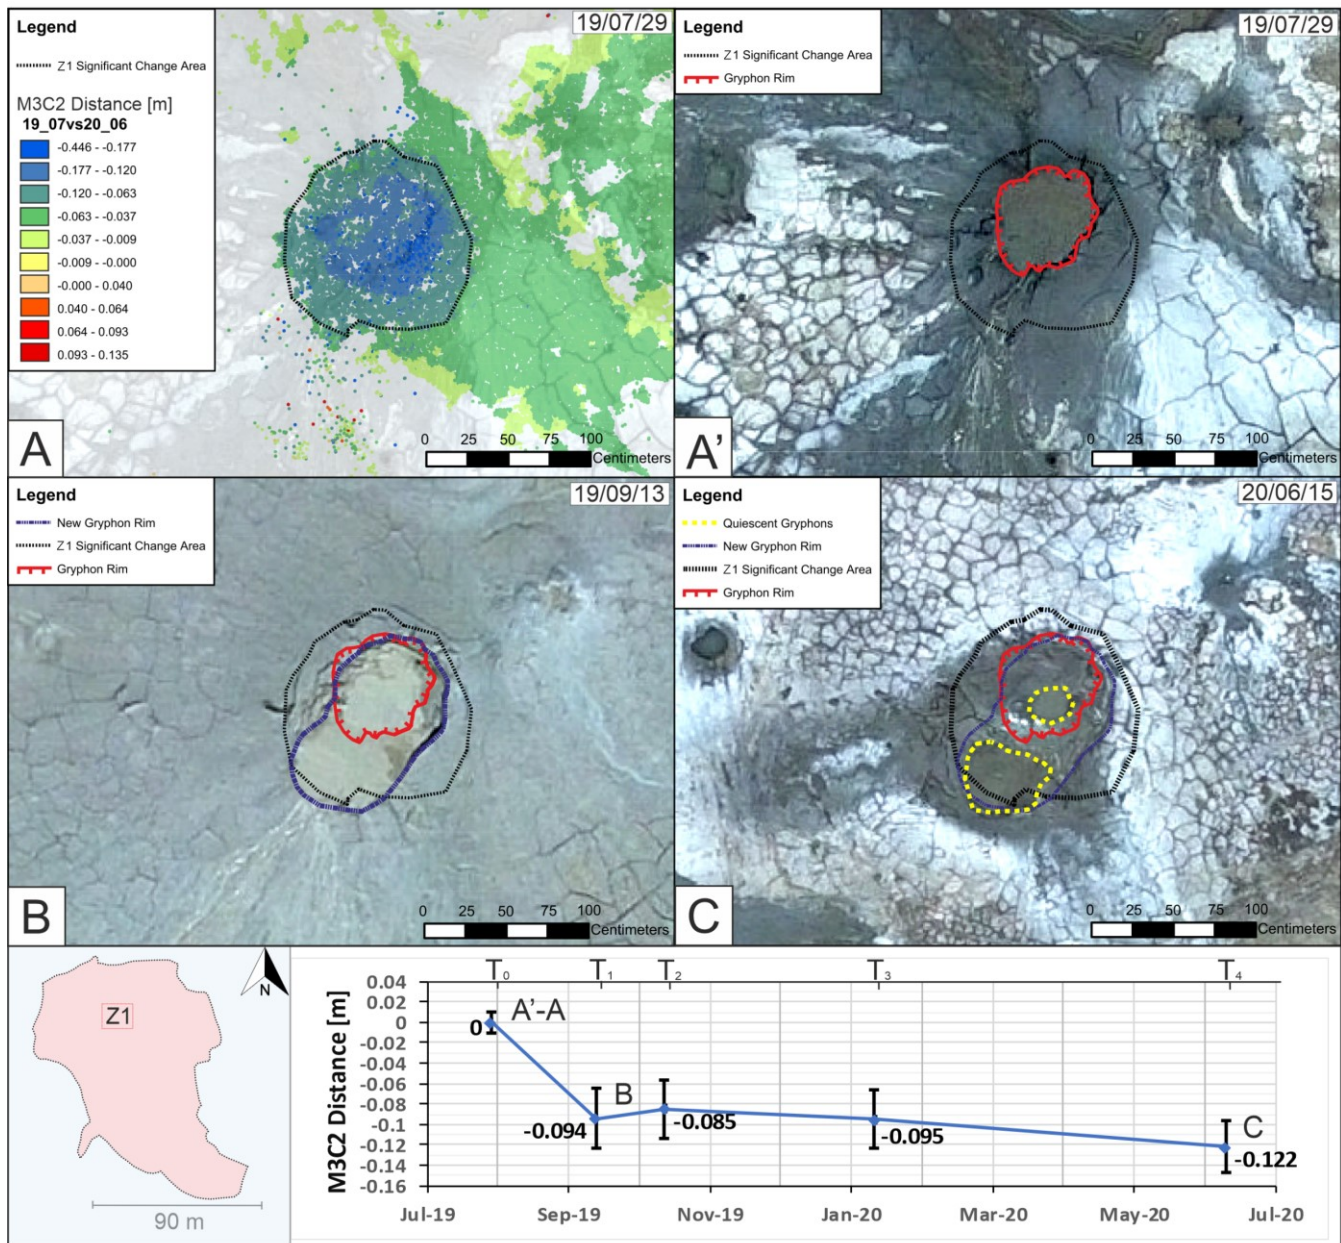 Legend
Z1 Significant Change Area
M3C2 Distance [m]
19_07vs20_06
-0.446 - -0.177
-0.177 - -0.120
-0.120 - -0.063
-0.063 - -0.037
-0.037 - -0.009
-0.009 - -0.000
-0.000 - 0.040
0.040 - 0.064
0.064 - 0.093
0.093 - 0.135
19/07/29
A
0 25 50 75 100
Centimeters
Legend
Z1 Significant Change Area
Gryphon Rim
19/07/29
A'
0 25 50 75 100
Centimeters
Legend
New Gryphon Rim
Z1 Significant Change Area
Gryphon Rim
19/09/13
B
0 25 50 75 100
Centimeters
Legend
Quiescent Gryphons
New Gryphon Rim
Z1 Significant Change Area
Gryphon Rim
20/06/15
C
0 25 50 75 100
Centimeters
Z1
N
90 m
T0 T1 T2 T3 T4
M3C2 Distance [m]
0.04
0.02
0
-0.02
-0.04
-0.06
-0.08
-0.1
-0.12
-0.14
-0.16
0
A'-A
-0.094
B
-0.085
-0.095
C
-0.122
Jul-19 Sep-19 Nov-19 Jan-20 Mar-20 May-20 Jul-20